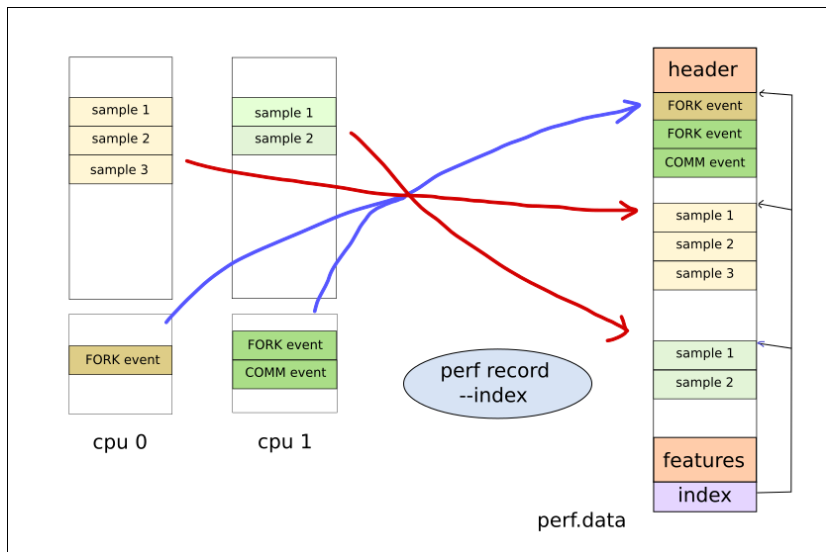 sample 1
sample 2
sample 3
FORK event
cpu 0
sample 1
sample 2
FORK event
COMM event
cpu 1
perf record
--index
header
FORK event
FORK event
COMM event
sample 1
sample 2
sample 3
sample 1
sample 2
features
index
perf.data